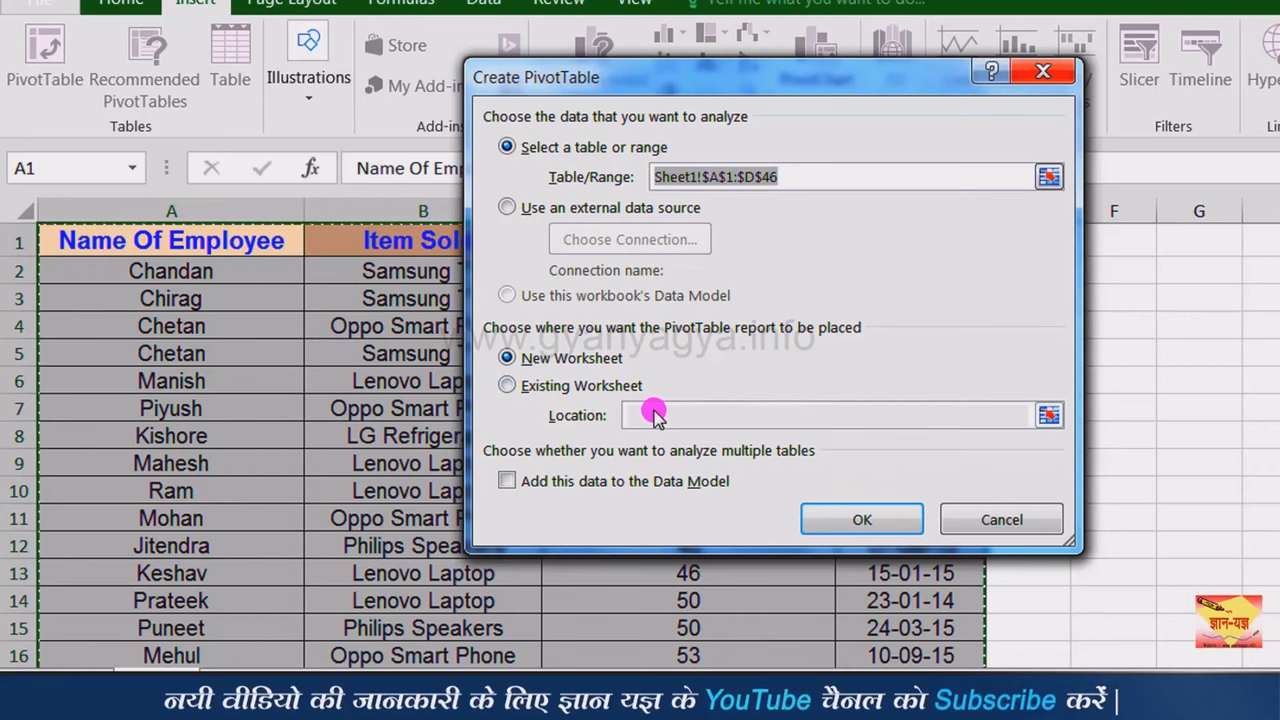 File Home Insert Page Layout Formulas Data Review View Tell me what you want to do...
PivotTable Recommended PivotTables Table
Illustrations
Store
My Add-in
Slicer Timeline
Tables
Add-in
Filters
A1
fx
Name Of Emp
A B F G
1 Name Of Employee
2 Chandan Samsung
3 Chirag Samsung
4 Chetan Oppo Smart
5 Chetan Samsung
6 Manish Lenovo
7 Piyush Oppo Smart
8 Kishore LG
9 Mahesh Lenovo
10 Ram Lenovo
11 Mohan Oppo Smart
12 Jitendra Philips
13 Keshav Lenovo Laptop 46 15-01-15
14 Prateek Lenovo Laptop 50 23-01-14
15 Puneet Philips Speakers 50 24-03-15
16 Mehul Oppo Smart Phone 53 10-09-15
Create PivotTable
Choose the data that you want to analyze
Select a table or range
Table/Range: Sheet1!$A$1:$D$46
Use an external data source
Choose Connection...
Connection name:
Use this workbook's Data Model
Choose where you want the PivotTable report to be placed
www.gyanyagya.info
New Worksheet
Existing Worksheet
Location:
Choose whether you want to analyze multiple tables
Add this data to the Data Model
OK Cancel
ज्ञान-यज्ञ
नयी वीडियो की जानकारी के लिए ज्ञान यज्ञ के YouTube चैनल को Subscribe करें |